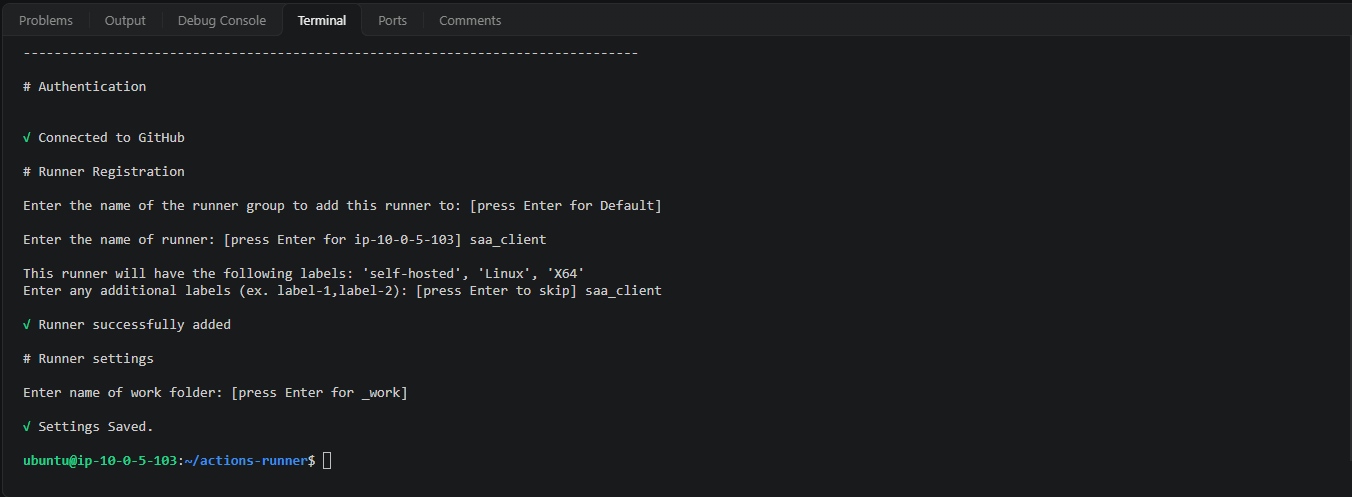 Problems Output Debug Console Terminal Ports Comments
--------------------------------------------------------------------------------
# Authentication
√ Connected to GitHub
# Runner Registration
Enter the name of the runner group to add this runner to: [press Enter for Default]
Enter the name of runner: [press Enter for ip-10-0-5-103] saa_client
This runner will have the following labels: 'self-hosted', 'Linux', 'X64'
Enter any additional labels (ex. label-1,label-2): [press Enter to skip] saa_client
√ Runner successfully added
# Runner settings
Enter name of work folder: [press Enter for _work]
√ Settings Saved.
ubuntu@ip-10-0-5-103:~/actions-runner$